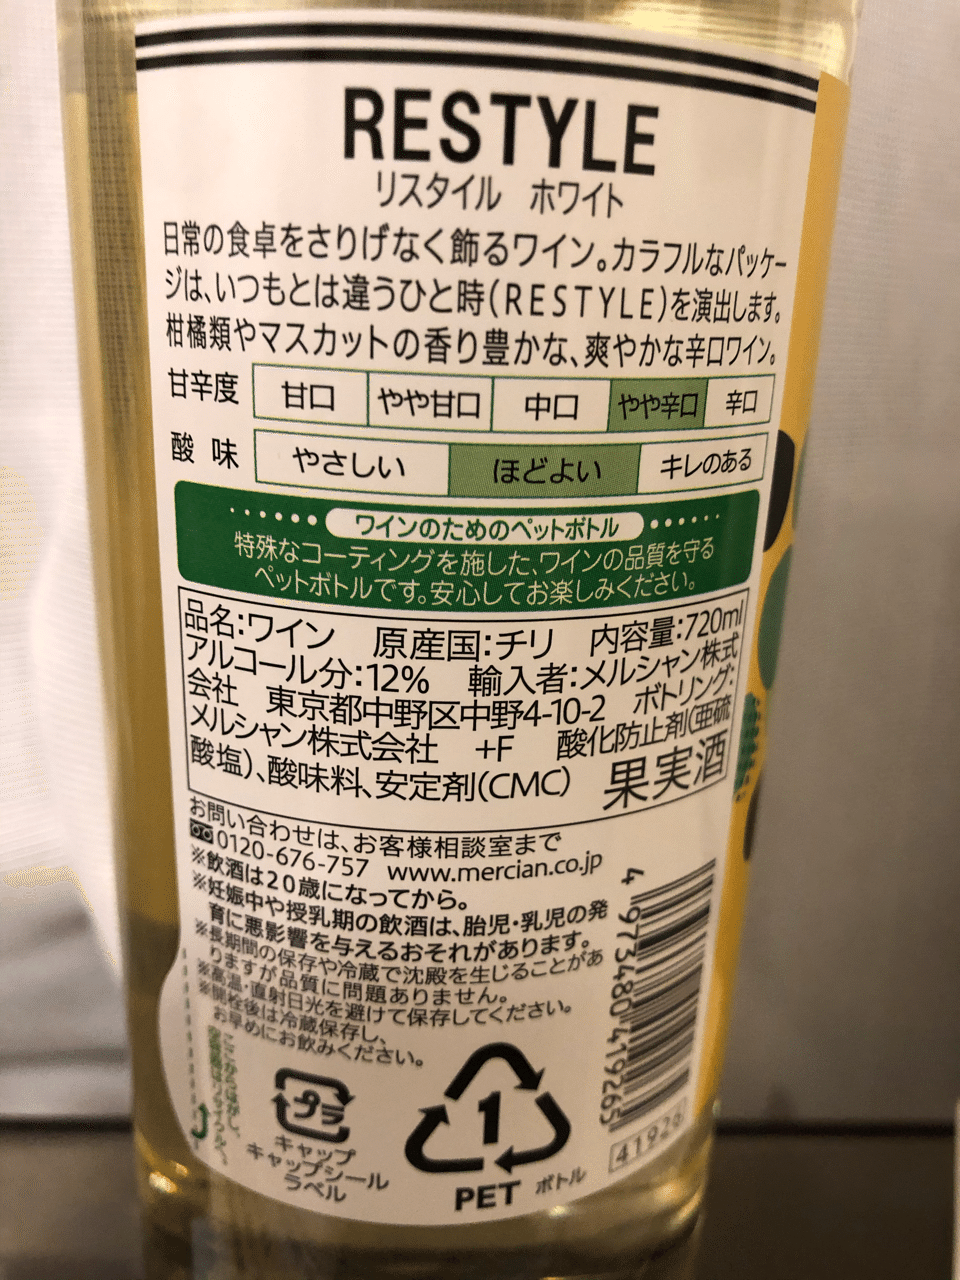 RESTYLE
リスタイル ホワイト
日常の食卓をさりげなく飾るワイン。カラフルなパッケー
ジは、いつもとは違うひと時(RESTYLE)を演出します。
柑橘類やマスカットの香り豊かな、爽やかな辛口ワイン。
甘辛度 甘口 やや甘口 中口 やや辛口 辛口
酸味 やさしい ほどよい キレのある
ワインのためのペットボトル
特殊なコーティングを施した、ワインの品質を守る
ペットボトルです。安心してお楽しみください。
品名:ワイン 原産国:チリ 内容量:720ml
アルコール分:12% 輸入者:メルシャン株式
会社 東京都中野区中野4-10-2 ボトリング:
メルシャン株式会社 +F 酸化防止剤(亜硫
酸塩)、酸味料、安定剤(CMC) 果実酒
お問い合わせは、お客様相談室まで
0120-676-757 www.mercian.co.jp
※飲酒は20歳になってから。
※妊娠中や授乳期の飲酒は、胎児・乳児の発
育に悪影響を与えるおそれがあります。
※長期間の保存や冷蔵で沈殿を生じることがあ
りますが品質に問題ありません。
※高温・直射日光を避けて保存してください。
※開栓後は冷蔵保存し、
お早めにお飲みください。
4 973480 419265
41926
ここからはがし、
プラ
キャップ
キャップシール
ラベル
1
PET ボトル